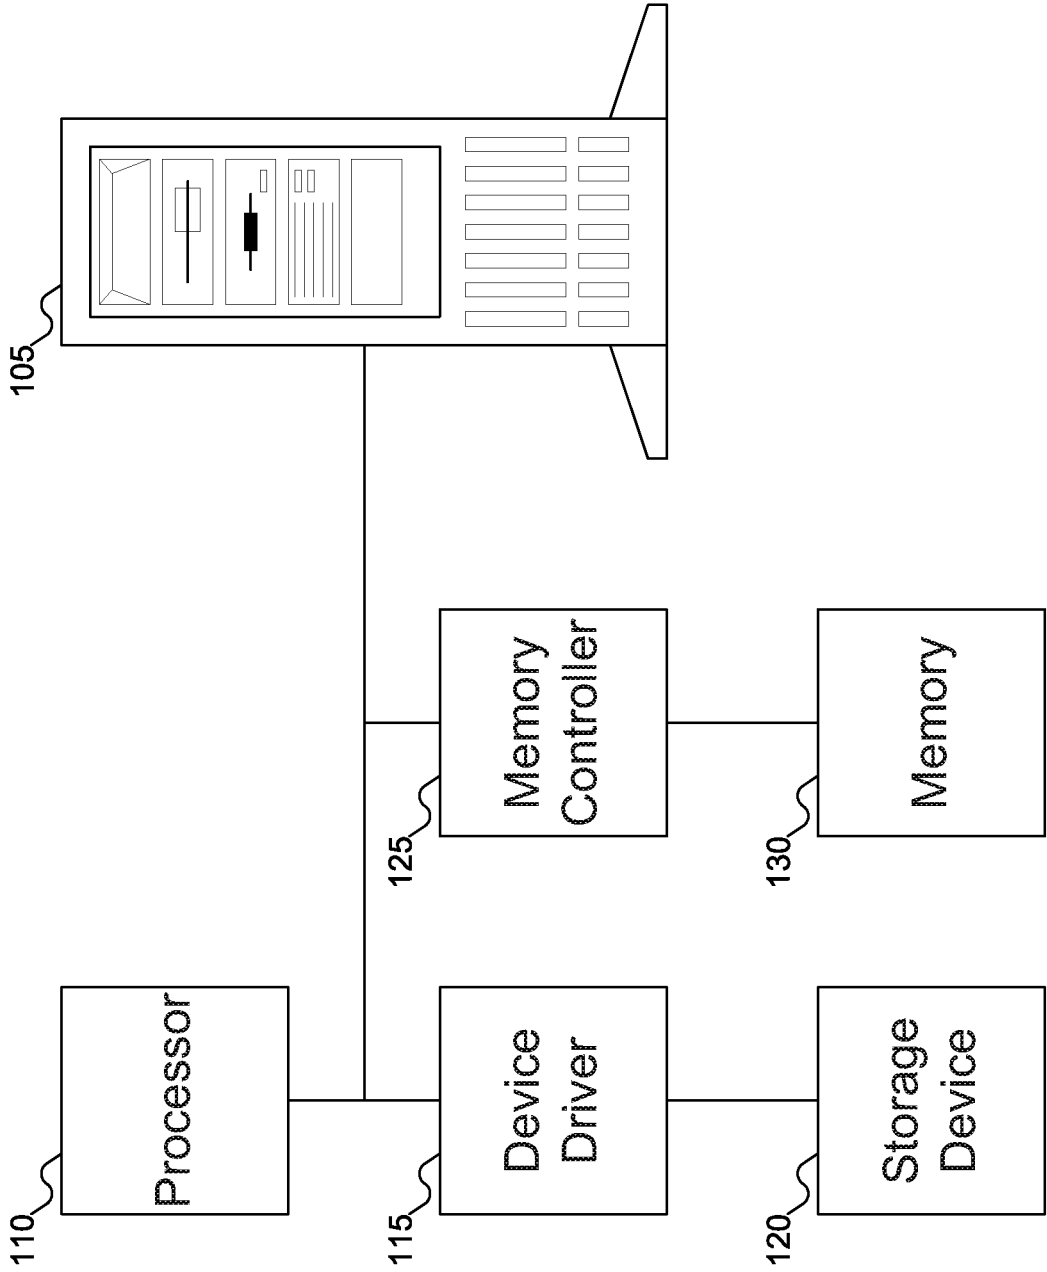 110
Processor
105
115
Device
Driver
125
Memory
Controller
120
Storage
Device
130
Memory